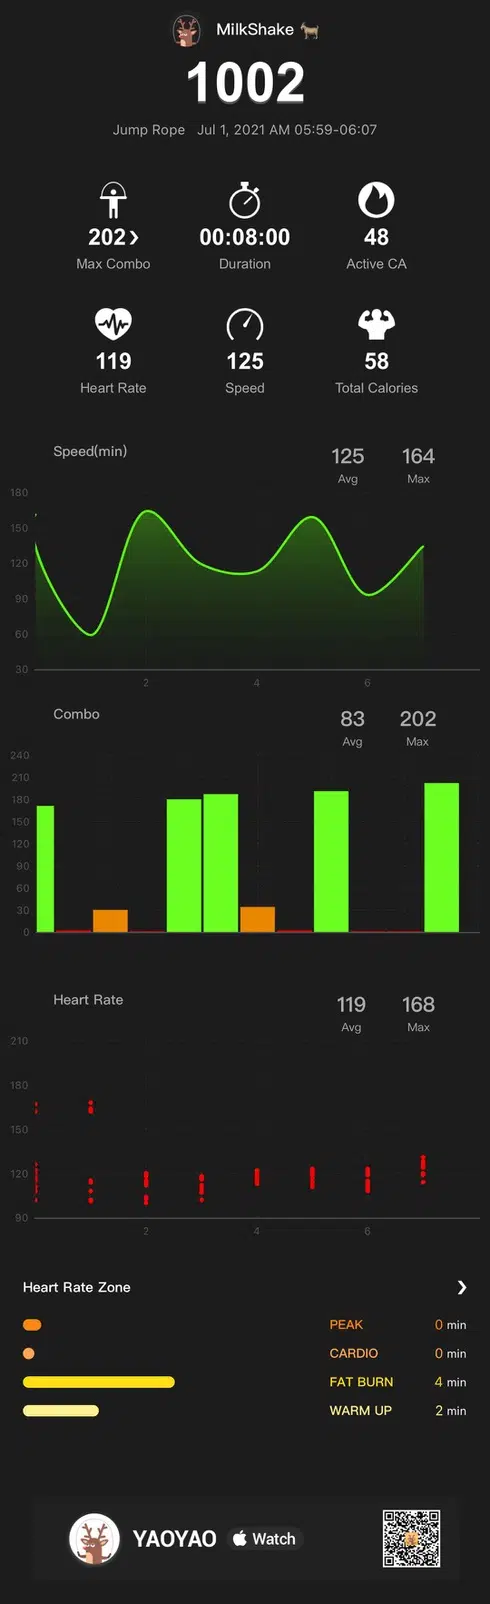 MilkShake
1002
Jump Rope Jul 1, 2021 AM 05:59-06:07
202 00:08:00 48
Max Combo Duration Active CA
119 125 58
Heart Rate Speed Total Calories
Speed(min) 125 164
Avg Max
180
150
120
90
60
30
2 4 6
Combo 83 202
Avg Max
240
210
180
150
120
90
60
30
0
Heart Rate 119 168
Avg Max
210
180
150
120
90
2 4 6
Heart Rate Zone
PEAK 0 min
CARDIO 0 min
FAT BURN 4 min
WARM UP 2 min
YAOYAO Watch